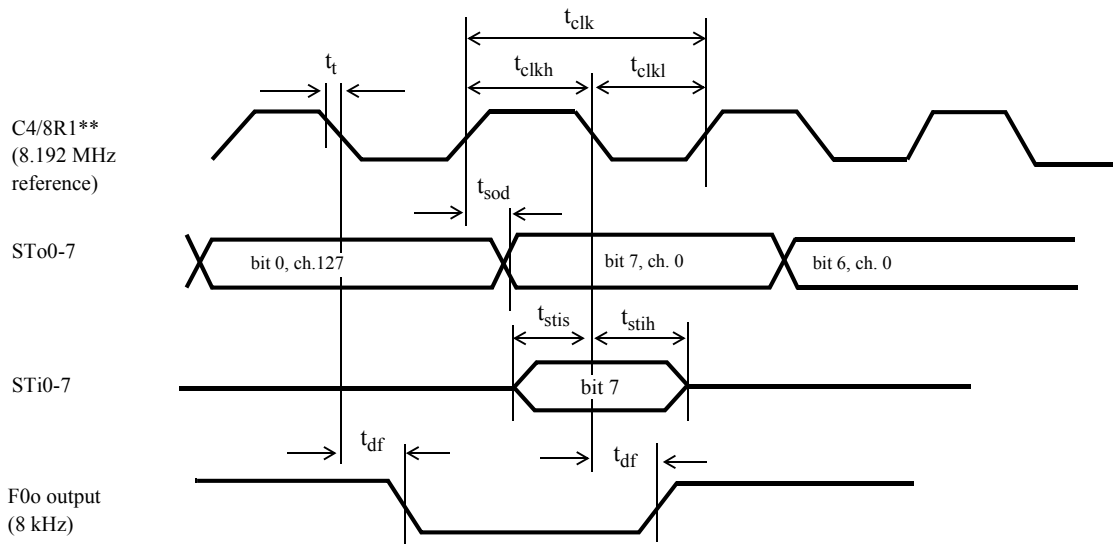 t_clk
t_t
t_clkh
t_clkl
C4/8R1**
(8.192 MHz
reference)
t_sod
STo0-7
bit 0, ch.127
bit 7, ch. 0
bit 6, ch. 0
t_stis
t_stih
STi0-7
bit 7
t_df
t_df
F0o output
(8 kHz)